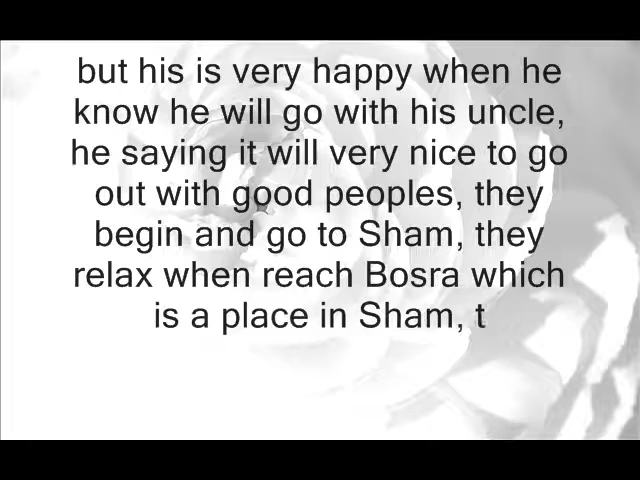 but his is very happy when he
know he will go with his uncle,
he saying it will very nice to go
out with good peoples, they
begin and go to Sham, they
relax when reach Bosra which
is a place in Sham, t